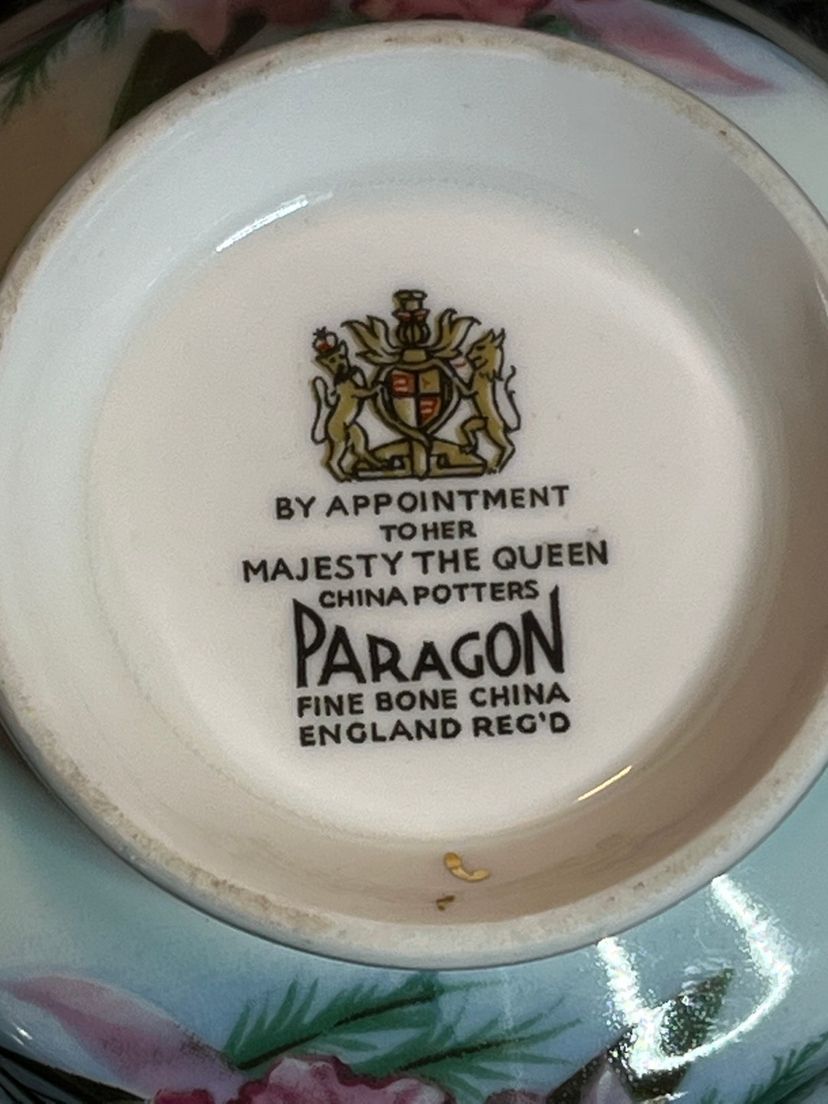 BY APPOINTMENT
TO HER
MAJESTY THE QUEEN
CHINA POTTERS
PARAGON
FINE BONE CHINA
ENGLAND REG'D